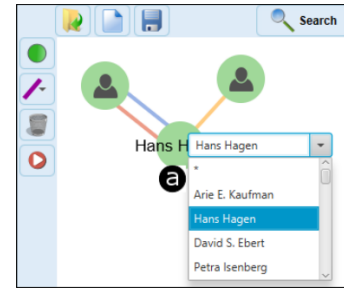 Search
Hans H
Hans Hagen
a
*
Arie E. Kaufman
Hans Hagen
David S. Ebert
Petra Isenberg